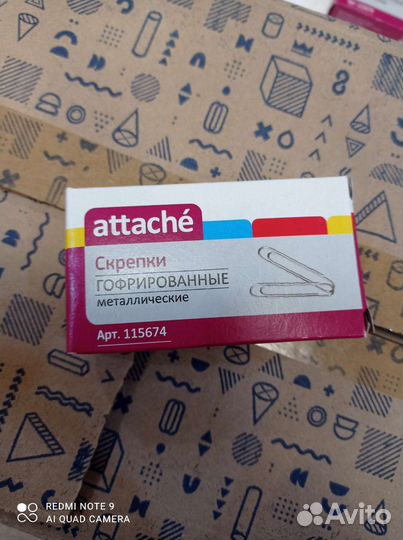 attaché
Скрепки
ГОФРИРОВАННЫЕ
металлические
Арт. 115674
REDMI NOTE 9
AI QUAD CAMERA
Avito